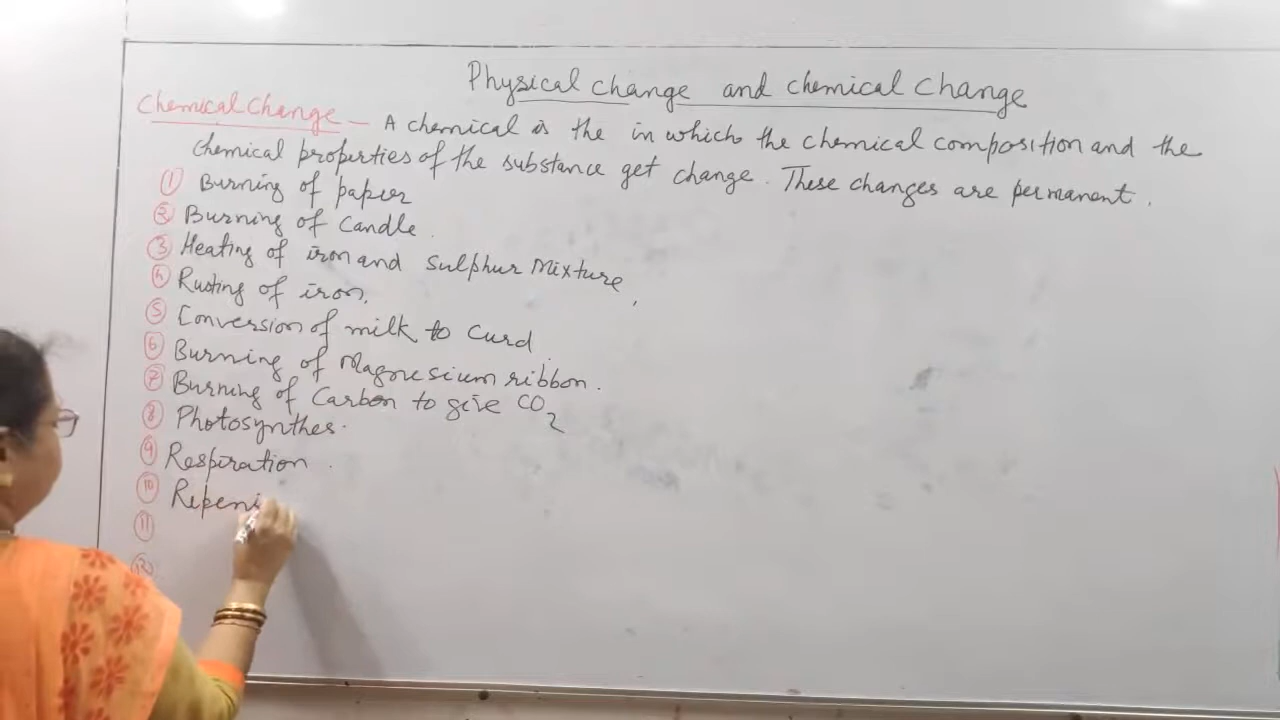 Physical change and chemical change
Chemical Change - A chemical is the in which the chemical composition and the
chemical properties of the substance get change. These changes are permanent.
① Burning of paper
② Burning of Candle.
③ Heating of iron and Sulphur Mixture,
④ Rusting of iron,
⑤ Conversion of milk to Curd.
⑥ Burning of Magnesium ribbon.
⑦ Burning of Carbon to give CO2
⑧ Photosynthes.
⑨ Respiration.
⑩ Repeni
⑪
⑫